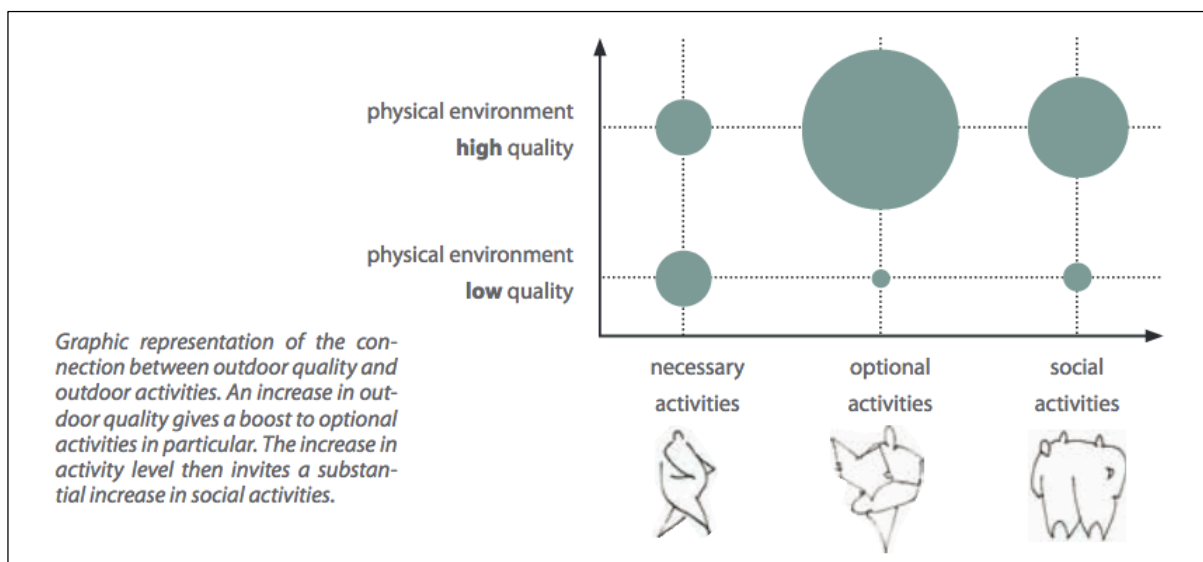 physical environment
high quality
physical environment
low quality
Graphic representation of the con-
nection between outdoor quality and
outdoor activities. An increase in out-
door quality gives a boost to optional
activities in particular. The increase in
activity level then invites a substan-
tial increase in social activities.
necessary
activities
optional
activities
social
activities